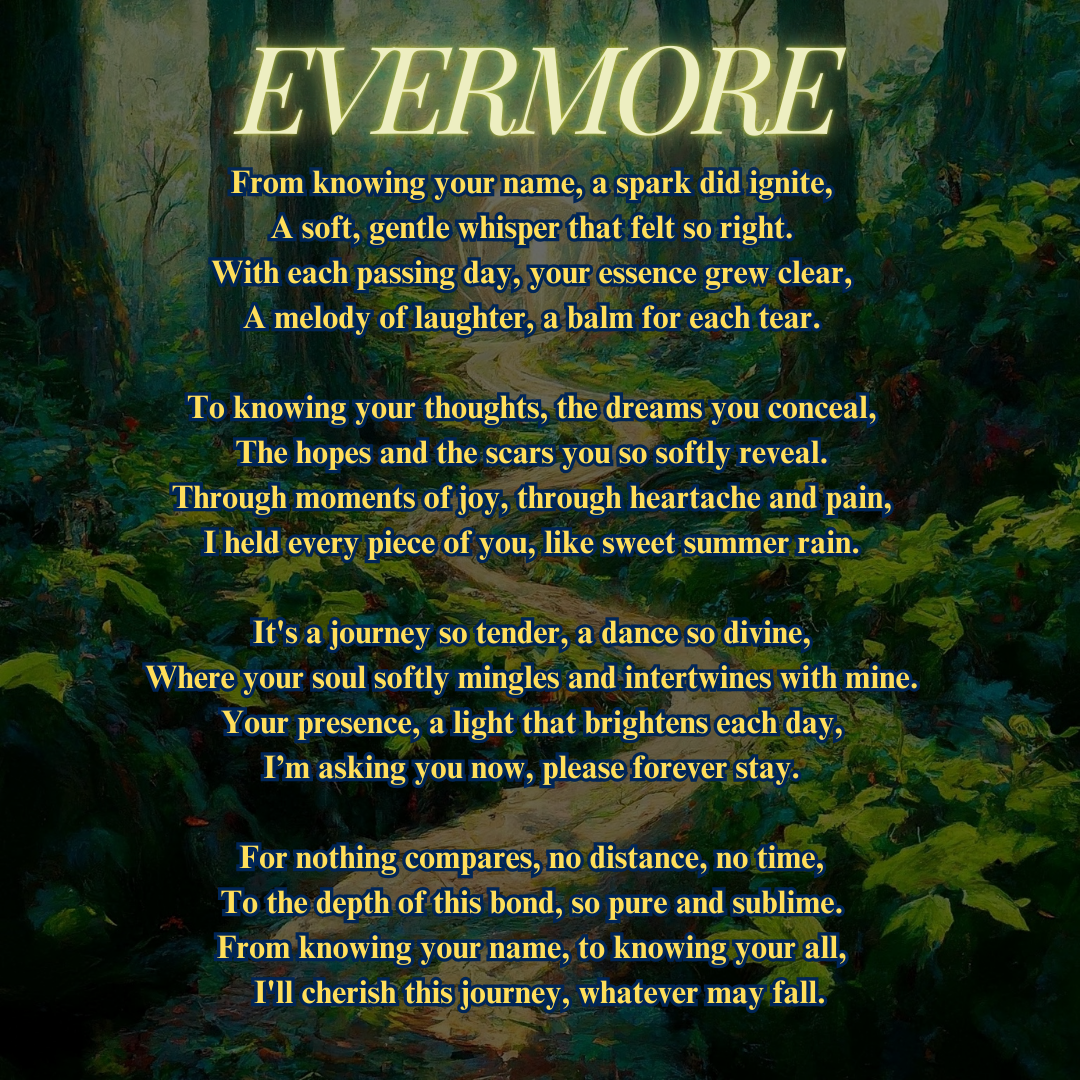 EVERMORE
From knowing your name, a spark did ignite,
A soft, gentle whisper that felt so right.
With each passing day, your essence grew clear,
A melody of laughter, a balm for each tear.
To knowing your thoughts, the dreams you conceal,
The hopes and the scars you so softly reveal.
Through moments of joy, through heartache and pain,
I held every piece of you, like sweet summer rain.
It's a journey so tender, a dance so divine,
Where your soul softly mingles and intertwines with mine.
Your presence, a light that brightens each day,
I’m asking you now, please forever stay.
For nothing compares, no distance, no time,
To the depth of this bond, so pure and sublime.
From knowing your name, to knowing your all,
I'll cherish this journey, whatever may fall.